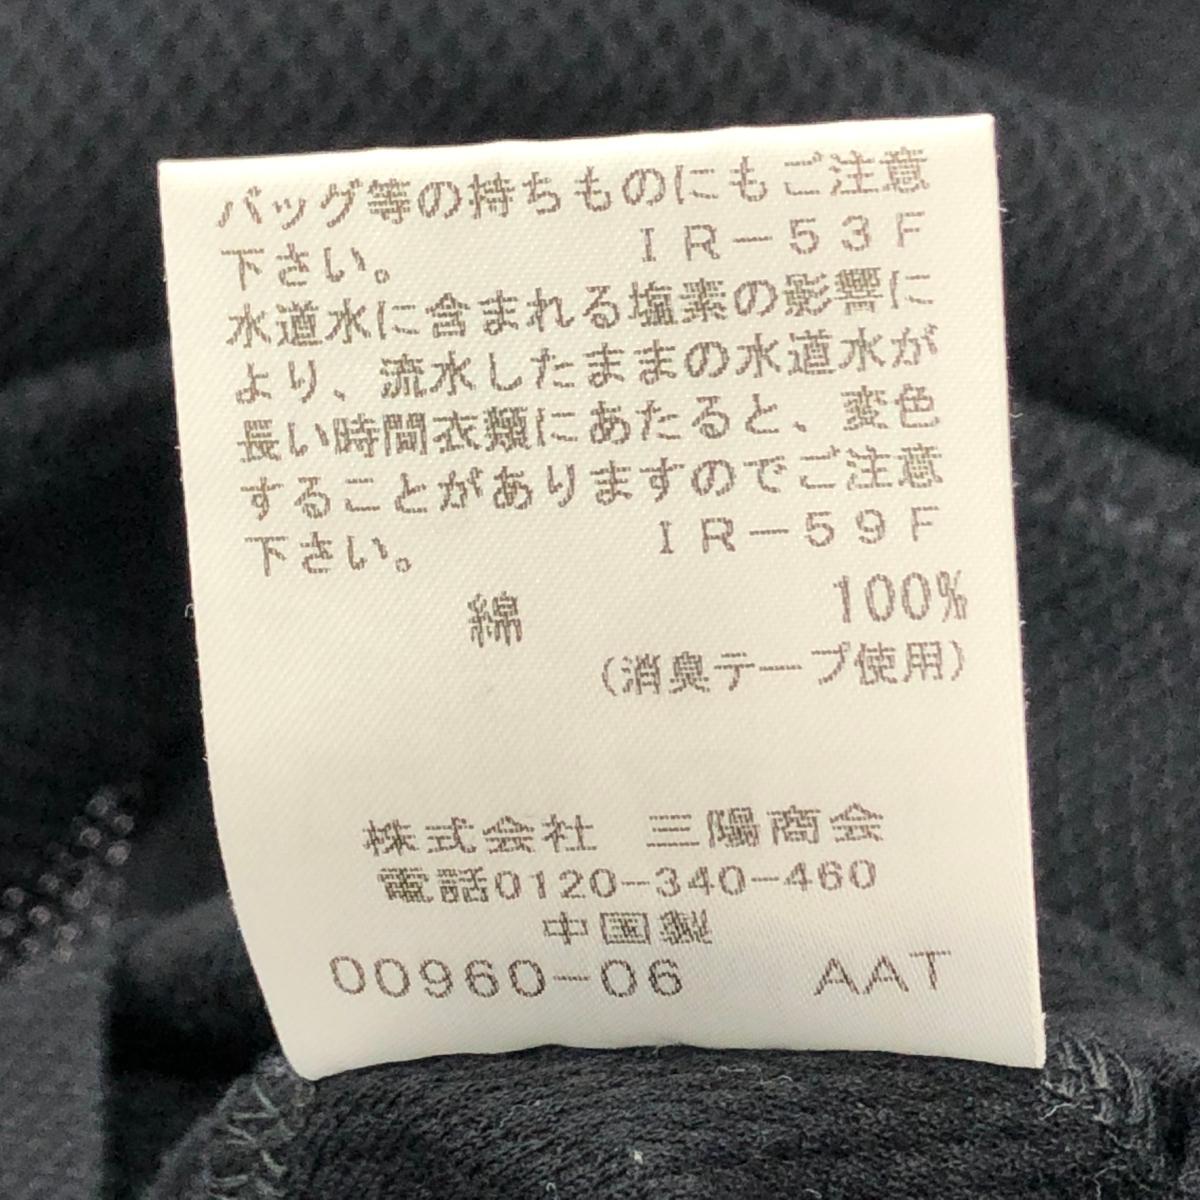 バッグ等の持ちものにもご注意
下さい。 IR-53F
水道水に含まれる塩素の影響に
より、流水したままの水道水が
長い時間衣類にあたると、変色
することがありますのでご注意
下さい。 IR-59F
綿 100%
(消臭テープ使用)
株式会社 三陽商会
電話0120-340-460
中国製
00960-06 AAT